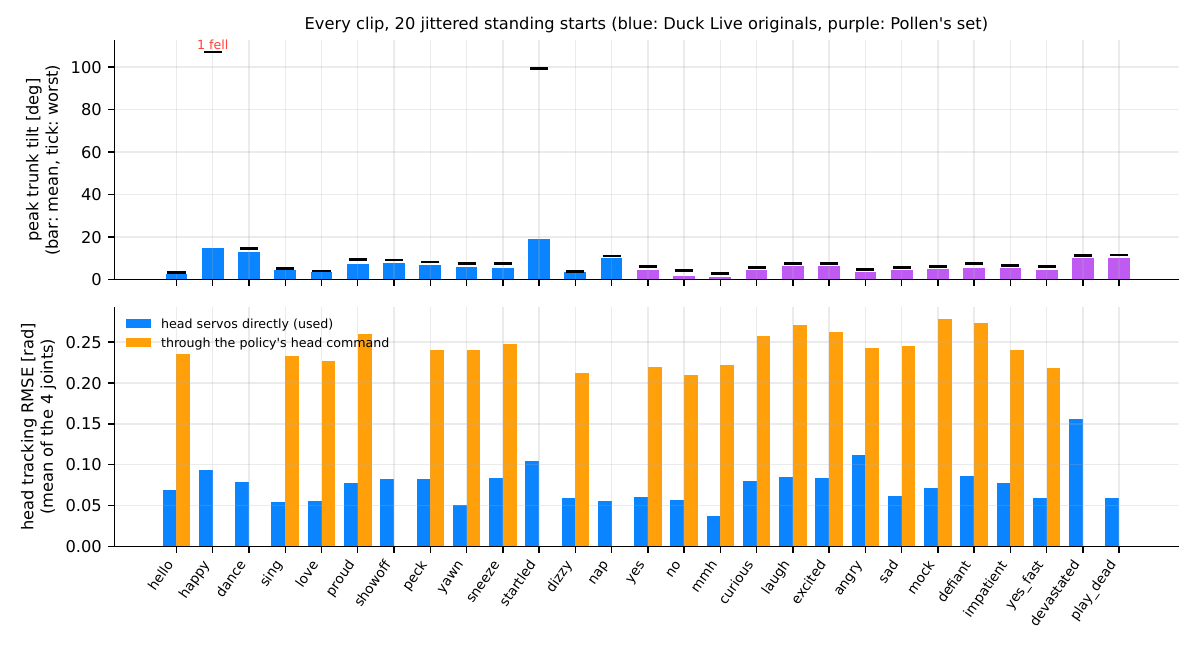 Every clip, 20 jittered standing starts (blue: Duck Live originals, purple: Pollen's set)
1 fell
peak trunk tilt [deg]
(bar: mean, tick: worst)
100
80
60
40
20
0
head servos directly (used)
through the policy's head command
head tracking RMSE [rad]
(mean of the 4 joints)
0.25
0.20
0.15
0.10
0.05
0.00
hello
happy
dance
sing
love
proud
showoff
peck
yawn
sneeze
startled
dizzy
nap
yes
no
mmh
curious
laugh
excited
angry
sad
mock
defiant
impatient
yes_fast
devastated
play_dead